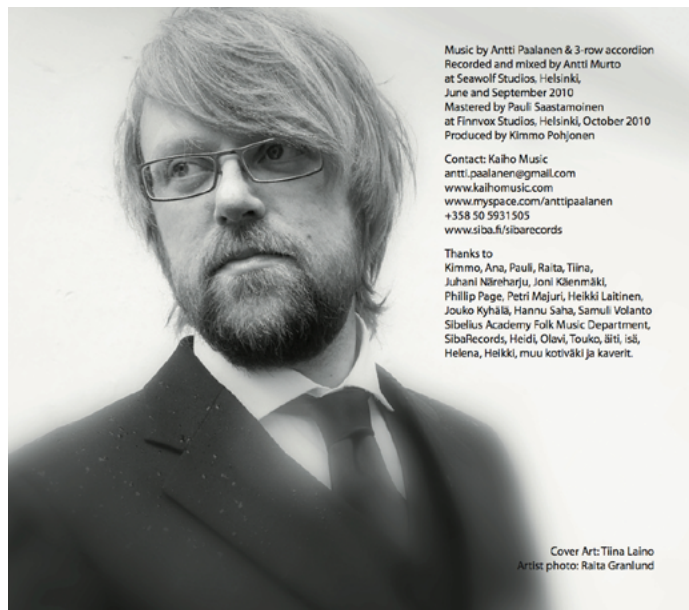 Music by Antti Paalanen & 3-row accordion
Recorded and mixed by Antti Murto
at Seawolf Studios, Helsinki,
June and September 2010
Mastered by Pauli Saastamoinen
at Finnvox Studios, Helsinki, October 2010
Produced by Kimmo Pohjonen
Contact: Kaiho Music
antti.paalanen@gmail.com
www.kaihomusic.com
www.myspace.com/anttipaalanen
+358 50 5931505
www.siba.fi/sibarecords
Thanks to
Kimmo, Ana, Pauli, Raita, Tiina,
Juhani Näreharju, Joni Käenmäki,
Phillip Page, Petri Majuri, Heikki Laitinen,
Jouko Kyhälä, Hannu Saha, Samuli Volanto
Sibelius Academy Folk Music Department,
SibaRecords, Heidi, Olavi, Touko, äiti, isä,
Helena, Heikki, muu kotiväki ja kaverit.
Cover Art: Tiina Laino
Artist photo: Raita Granlund